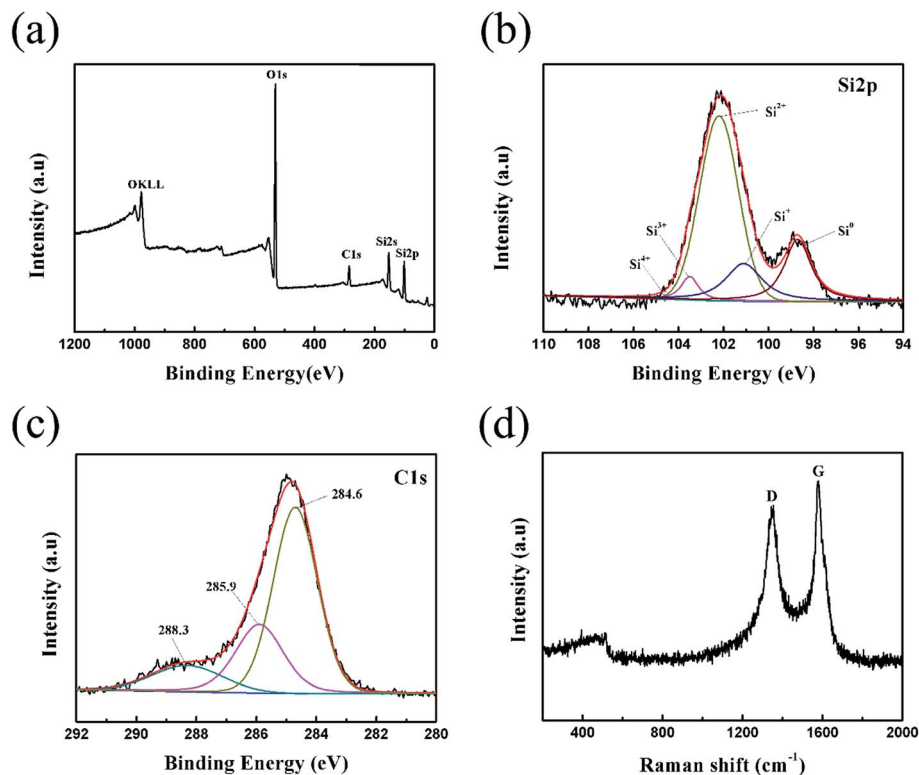 (a)
Intensity (a.u)
OKLL
O1s
C1s
Si2s
Si2p
1200 1000 800 600 400 200 0
Binding Energy(eV)
(b)
Intensity (a.u)
Si2p
Si²⁺
Si³⁺
Si⁺
Si⁰
Si⁴⁺
110 108 106 104 102 100 98 96 94
Binding Energy (eV)
(c)
Intensity (a.u)
C1s
284.6
285.9
288.3
292 290 288 286 284 282 280
Binding Energy (eV)
(d)
Intensity (a.u)
D
G
400 800 1200 1600 2000
Raman shift (cm⁻¹)